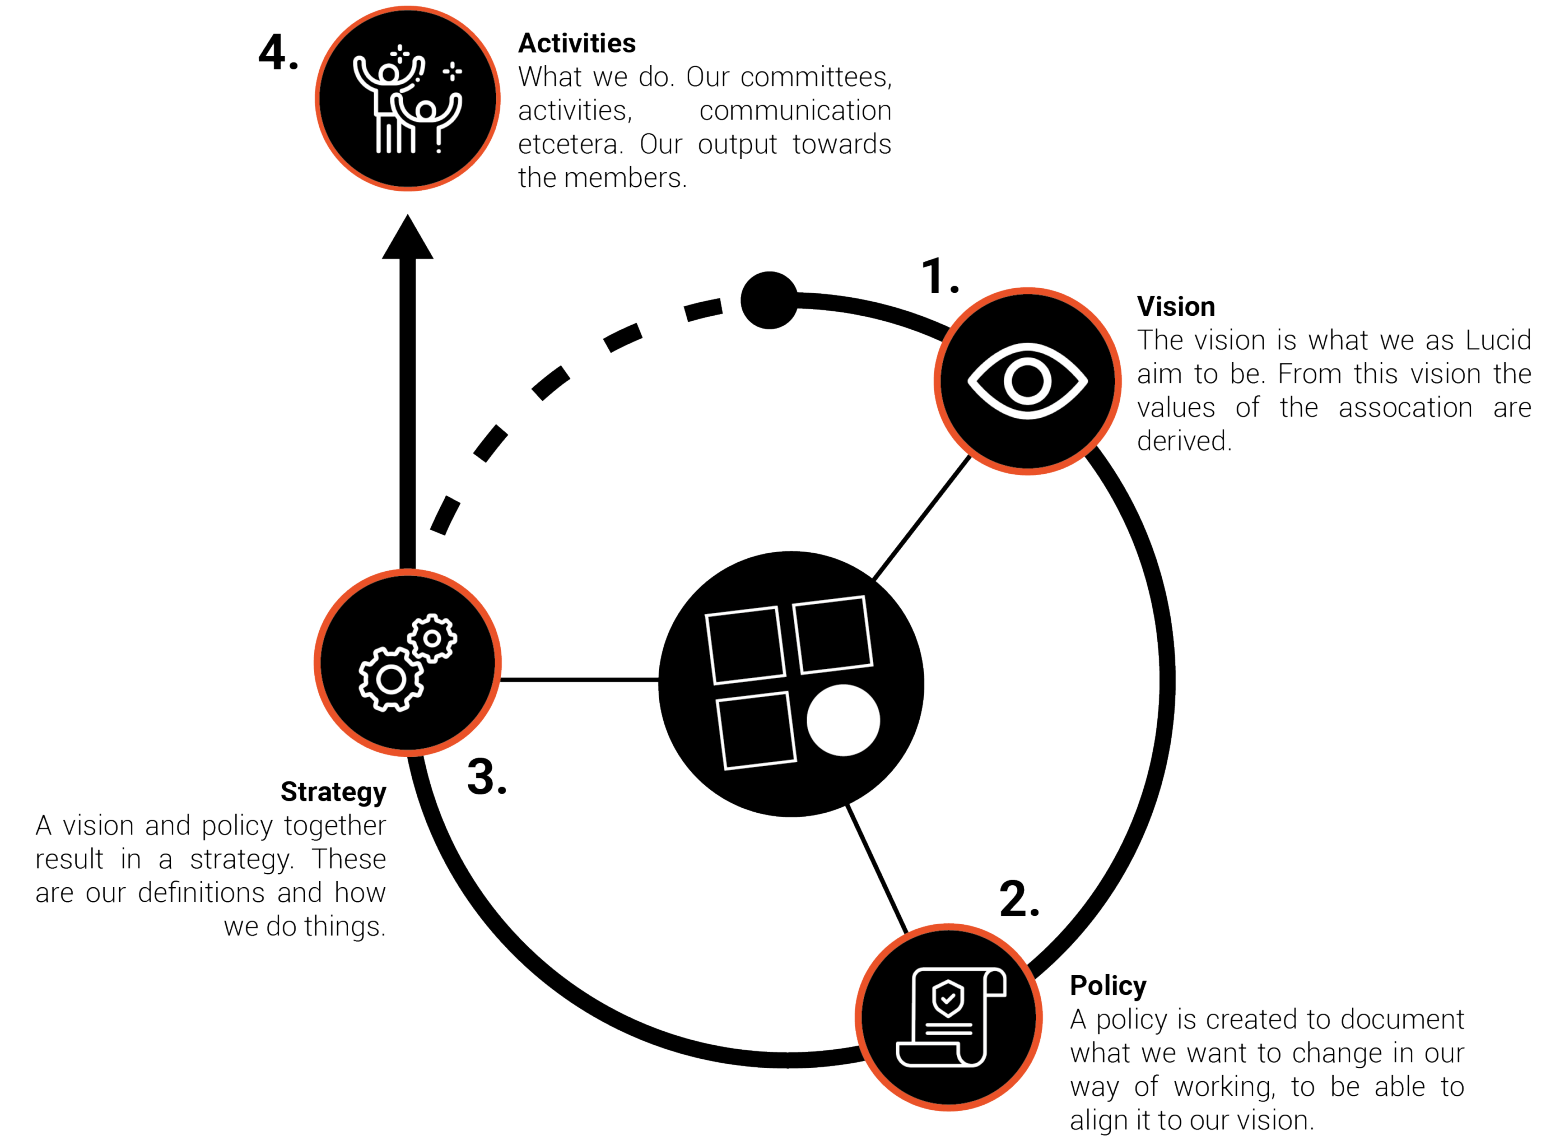 4.
Activities
What we do. Our committees,
activities, communication
etcetera. Our output towards
the members.
1.
Vision
The vision is what we as Lucid
aim to be. From this vision the
values of the assocation are
derived.
3.
Strategy
A vision and policy together
result in a strategy. These
are our definitions and how
we do things.
2.
Policy
A policy is created to document
what we want to change in our
way of working, to be able to
align it to our vision.